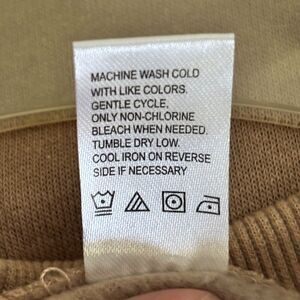 MACHINE WASH COLD
WITH LIKE COLORS.
GENTLE CYCLE,
ONLY NON-CHLORINE
BLEACH WHEN NEEDED.
TUMBLE DRY LOW.
COOL IRON ON REVERSE
SIDE IF NECESSARY